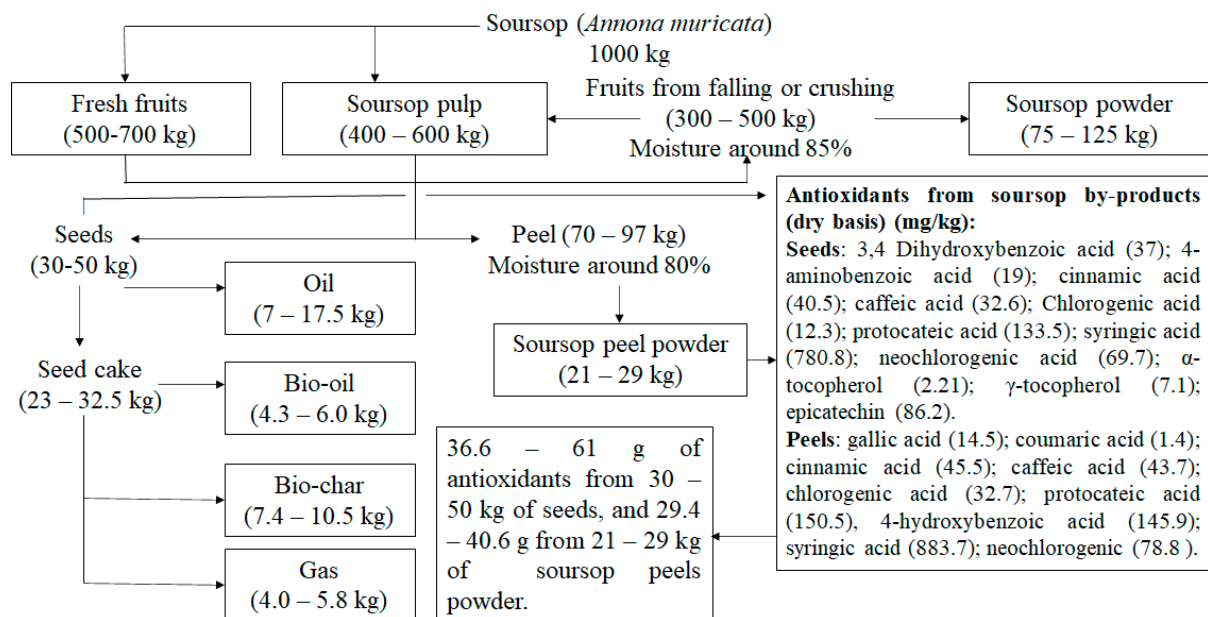 Soursop (Annona muricata)
1000 kg
Fresh fruits
(500-700 kg)
Soursop pulp
(400 – 600 kg)
Fruits from falling or crushing
(300 – 500 kg)
Moisture around 85%
Soursop powder
(75 – 125 kg)
Seeds
(30-50 kg)
Peel (70 – 97 kg)
Moisture around 80%
Oil
(7 – 17.5 kg)
Soursop peel powder
(21 – 29 kg)
Seed cake
(23 – 32.5 kg)
Bio-oil
(4.3 – 6.0 kg)
Bio-char
(7.4 – 10.5 kg)
Gas
(4.0 – 5.8 kg)
Antioxidants from soursop by-products
(dry basis) (mg/kg):
Seeds: 3,4 Dihydroxybenzoic acid (37); 4-
aminobenzoic acid (19); cinnamic acid
(40.5); caffeic acid (32.6); Chlorogenic acid
(12.3); protocateic acid (133.5); syringic acid
(780.8); neochlorogenic acid (69.7); α-
tocopherol (2.21); γ-tocopherol (7.1);
epicatechin (86.2).
Peels: gallic acid (14.5); coumaric acid (1.4);
cinnamic acid (45.5); caffeic acid (43.7);
chlorogenic acid (32.7); protocateic acid
(150.5), 4-hydroxybenzoic acid (145.9);
syringic acid (883.7); neochlorogenic (78.8 ).
36.6 – 61 g of
antioxidants from 30 –
50 kg of seeds, and 29.4
– 40.6 g from 21 – 29 kg
of soursop peels
powder.